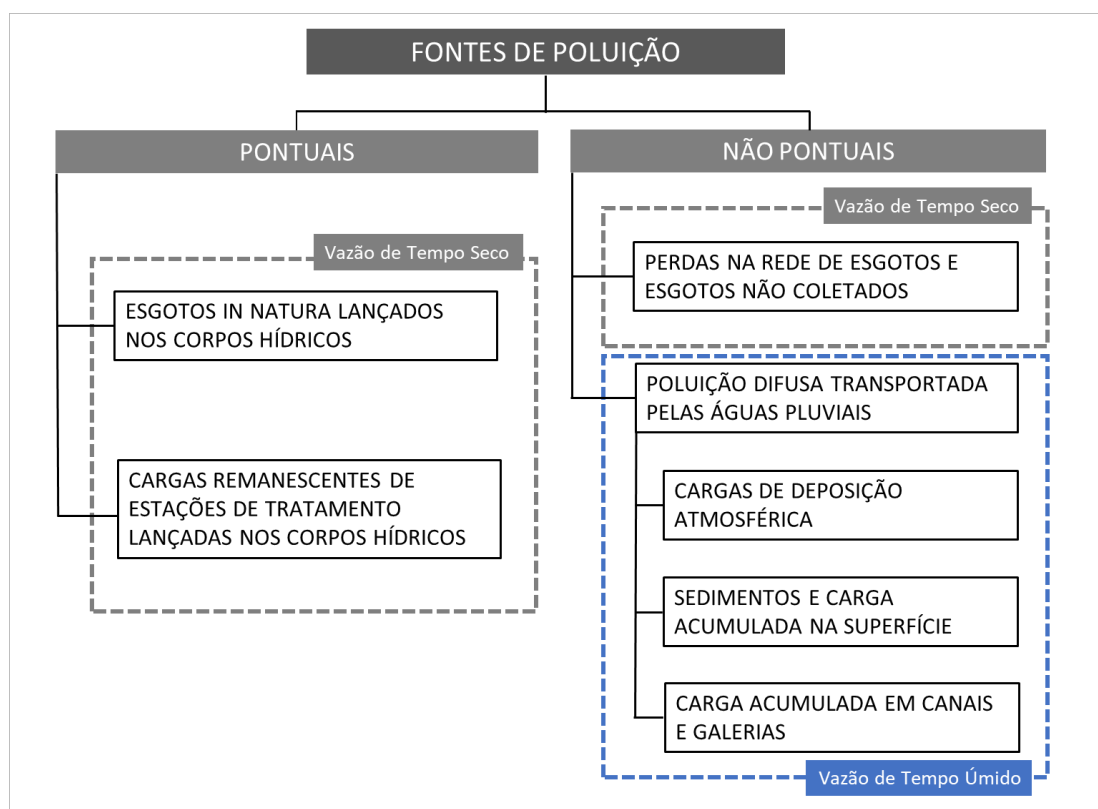 FONTES DE POLUIÇÃO
PONTUAIS
Vazão de Tempo Seco
ESGOTOS IN NATURA LANÇADOS
NOS CORPOS HÍDRICOS
CARGAS REMANESCENTES DE
ESTAÇÕES DE TRATAMENTO
LANÇADAS NOS CORPOS HÍDRICOS
NÃO PONTUAIS
Vazão de Tempo Seco
PERDAS NA REDE DE ESGOTOS E
ESGOTOS NÃO COLETADOS
POLUIÇÃO DIFUSA TRANSPORTADA
PELAS ÁGUAS PLUVIAIS
CARGAS DE DEPOSIÇÃO
ATMOSFÉRICA
SEDIMENTOS E CARGA
ACUMULADA NA SUPERFÍCIE
CARGA ACUMULADA EM CANAIS
E GALERIAS
Vazão de Tempo Úmido